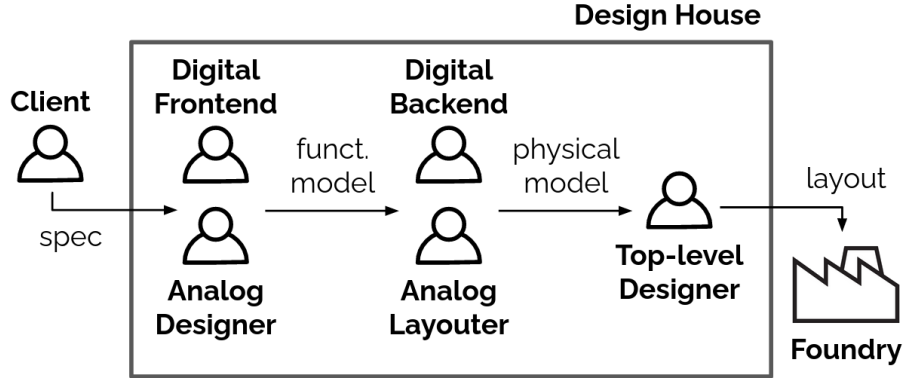 Design House
Client
Digital
Frontend
Digital
Backend
funct.
model
physical
model
layout
spec
Analog
Designer
Analog
Layouter
Top-level
Designer
Foundry